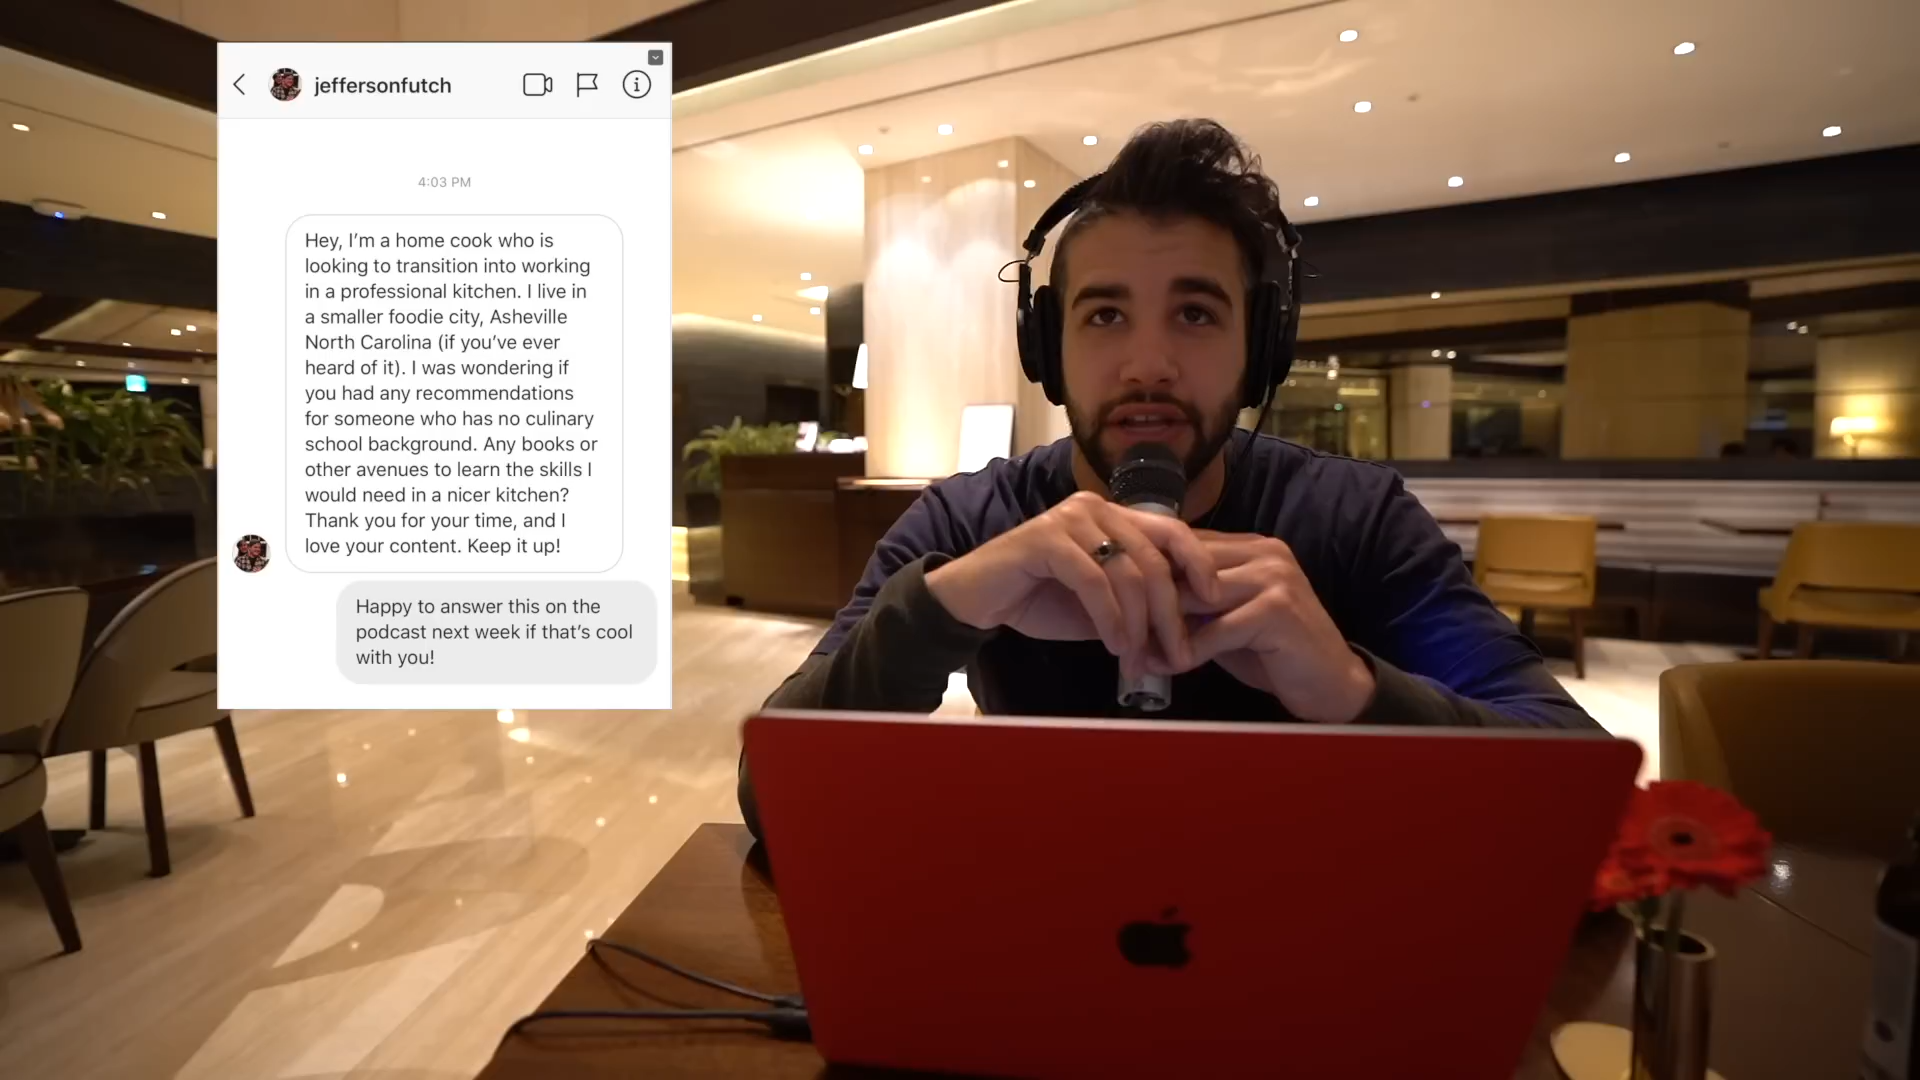 jeffersonfutch
4:03 PM
Hey, I’m a home cook who is
looking to transition into working
in a professional kitchen. I live in
a smaller foodie city, Asheville
North Carolina (if you’ve ever
heard of it). I was wondering if
you had any recommendations
for someone who has no culinary
school background. Any books or
other avenues to learn the skills I
would need in a nicer kitchen?
Thank you for your time, and I
love your content. Keep it up!
Happy to answer this on the
podcast next week if that’s cool
with you!